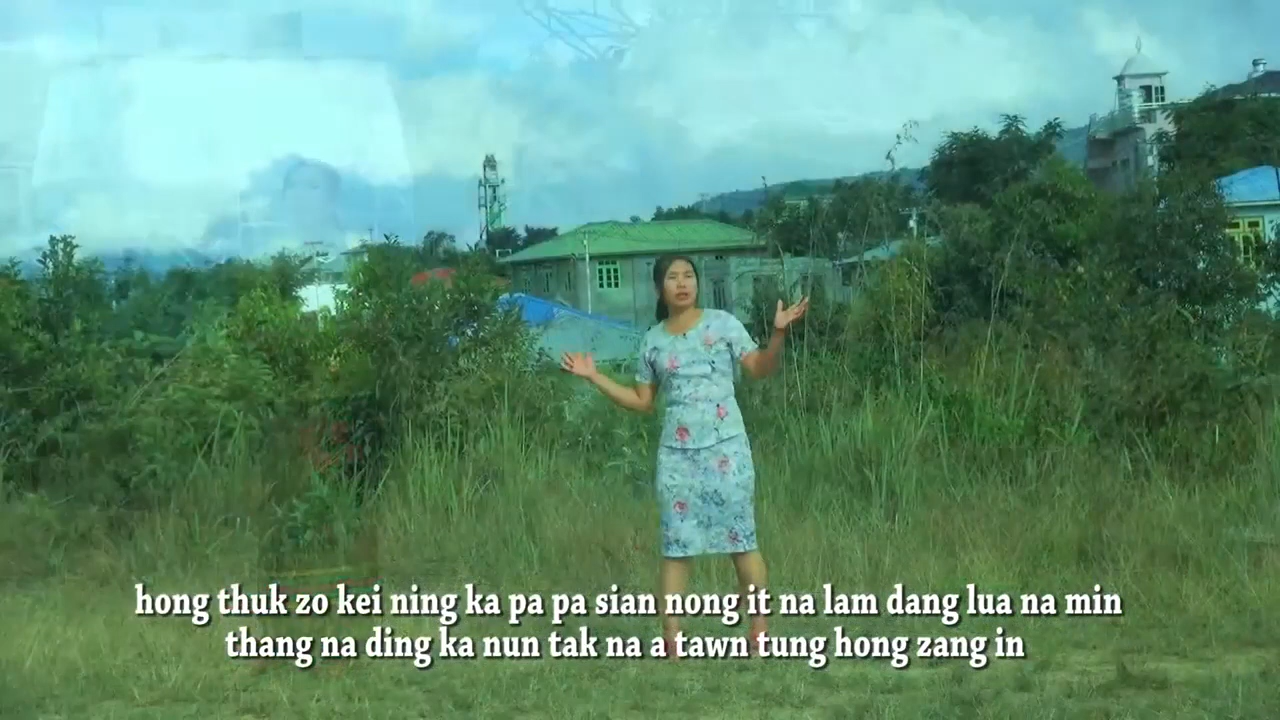 hong thuk zo kei ning ka pa pa sian nong it na lam dang lua na min
thang na ding ka nun tak na a tawn tung hong zang in